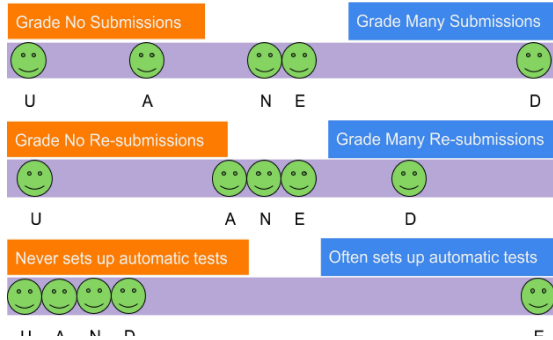 Grade No Submissions Grade Many Submissions
U A N E D
Grade No Re-submissions Grade Many Re-submissions
U A N E D
Never sets up automatic tests Often sets up automatic tests
U A N D E